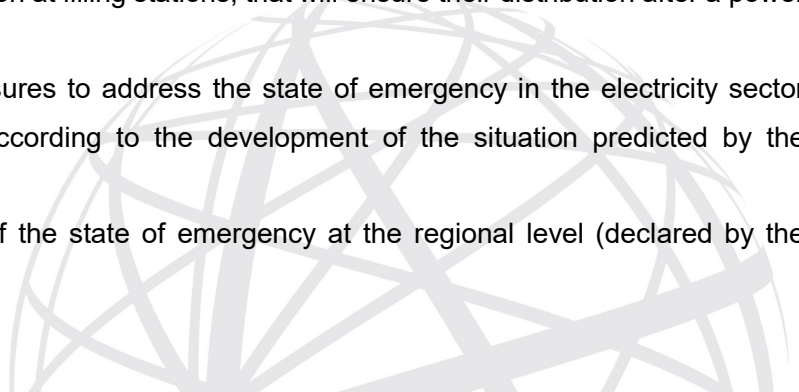 at filling stations, that will ensure their distribution after a power
sures to address the state of emergency in the electricity sector
ccording to the development of the situation predicted by the
f the state of emergency at the regional level (declared by the